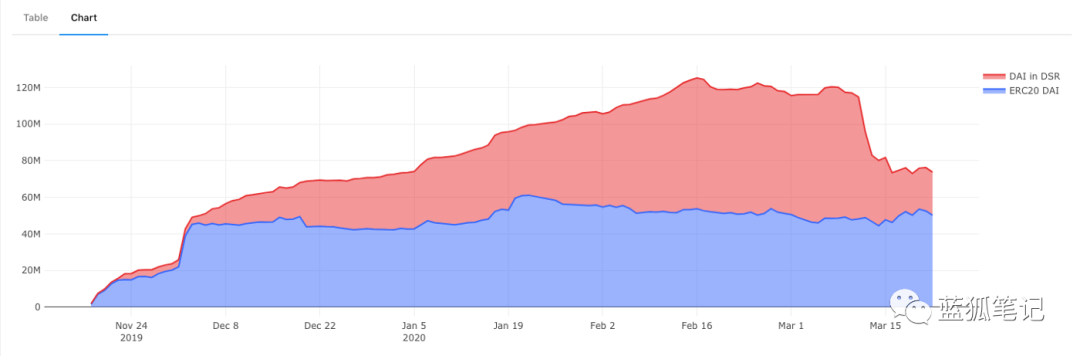 Table Chart
DAI in DSR
ERC20 DAI
120M
100M
80M
60M
40M
20M
0
Nov 24 Dec 8 Dec 22 Jan 5 Jan 19 Feb 2 Feb 16 Mar 1 Mar 15
2019 2020
蓝狐笔记